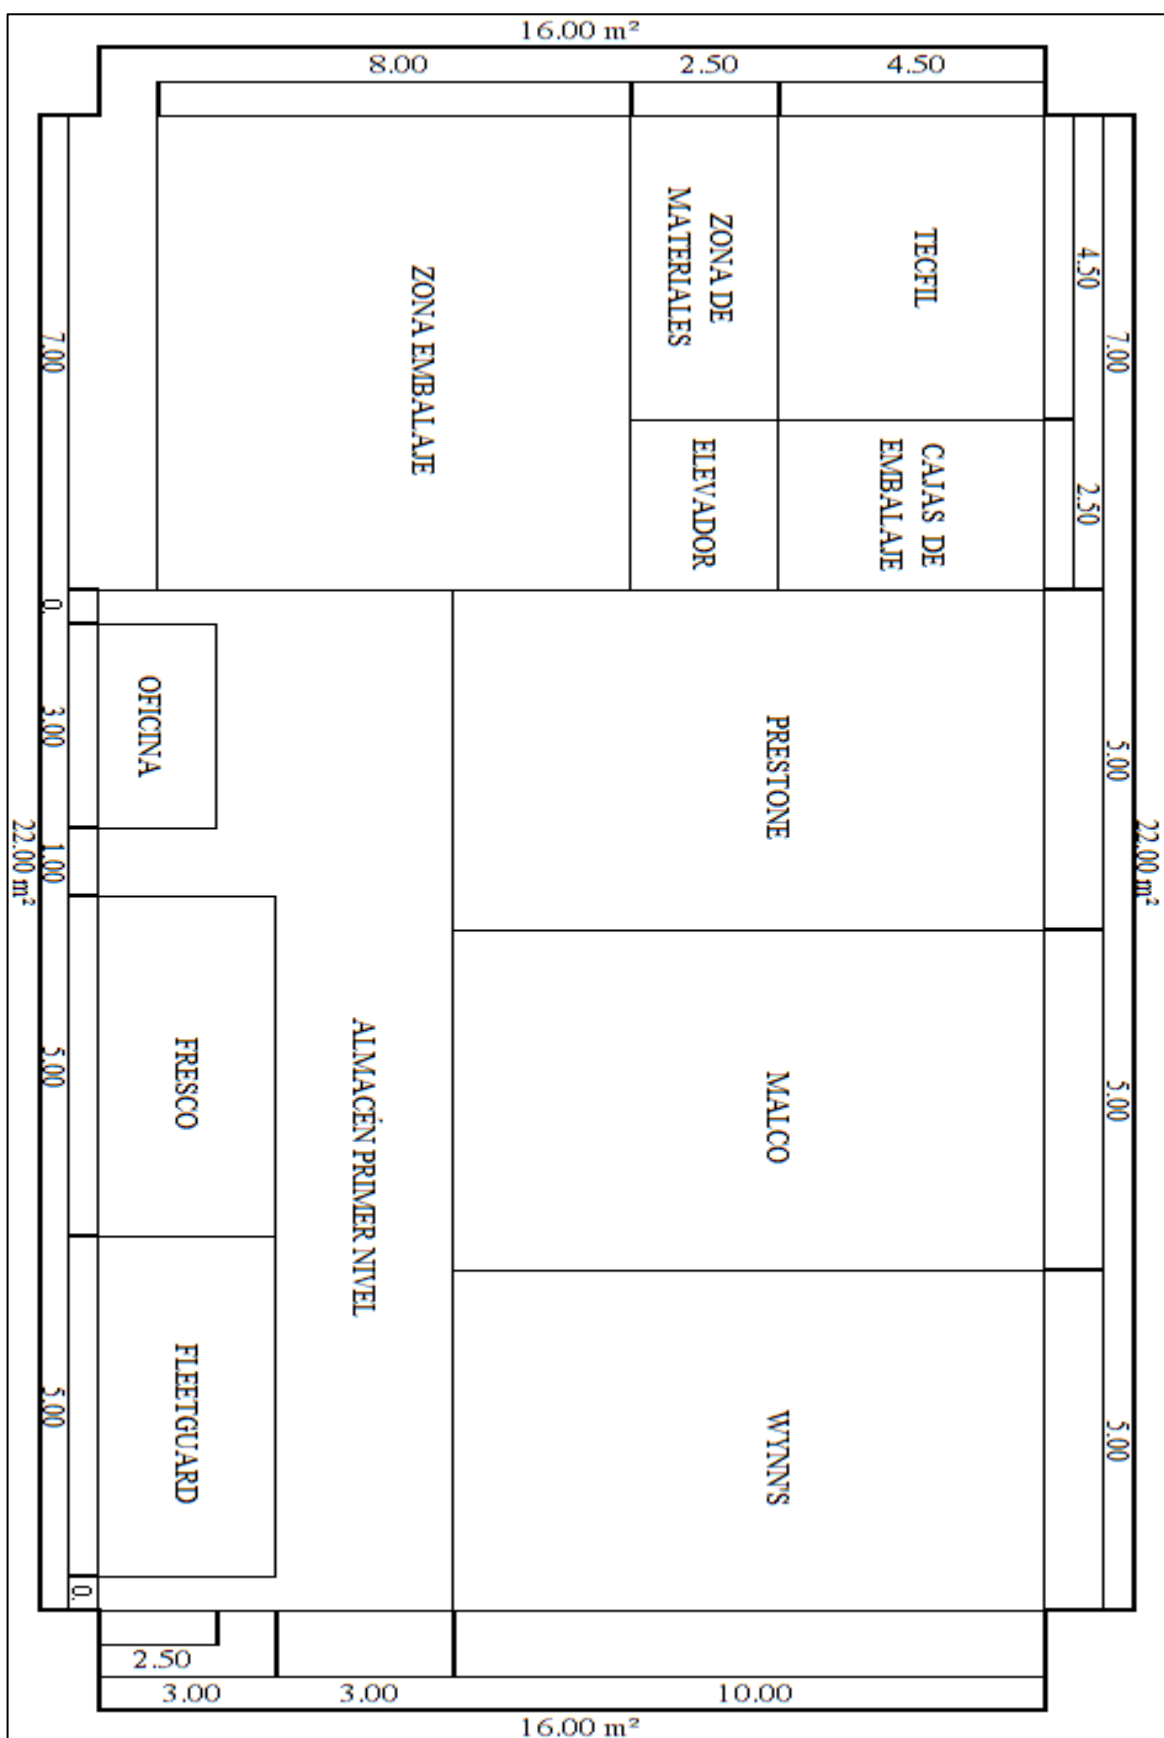 16.00 m²
8.00
2.50
4.50
4.50
2.50
7.00
5.00
5.00
5.00
22.00 m²
TECFIL
CAJAS DE
EMBALAJE
ZONA DE
MATERIALES
ELEVADOR
ZONA EMBALAJE
PRESTONE
MALCO
WYNN'S
ALMACÉN PRIMER NIVEL
OFICINA
FRESCO
FLEETGUARD
7.00
0.
3.00
1.00
5.00
5.00
0.
22.00 m²
2.50
3.00
3.00
10.00
16.00 m²